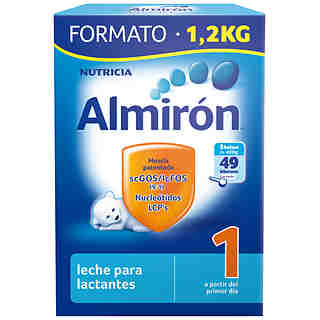 FORMATO · 1,2KG
NUTRICIA
Almirón
Mezcla
patentada
scGOS/lcFOS
(9:1)
Nucleótidos
LCP's
49
leche para
lactantes
1
a partir del
primer día